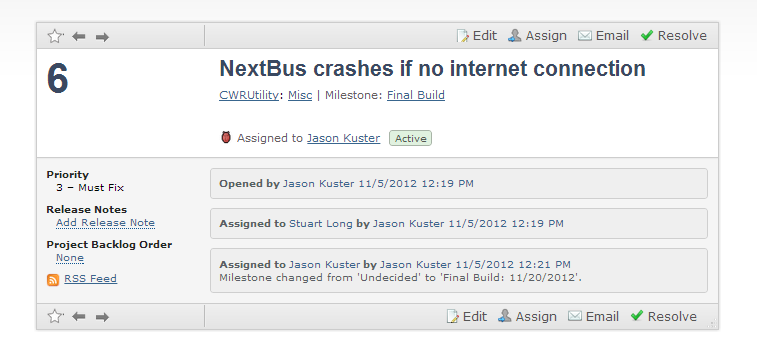 Edit Assign Email Resolve
6
NextBus crashes if no internet connection
CWRUtility: Misc | Milestone: Final Build
Assigned to Jason Kuster Active
Priority
3 – Must Fix
Release Notes
Add Release Note
Project Backlog Order
None
RSS Feed
Opened by Jason Kuster 11/5/2012 12:19 PM
Assigned to Stuart Long by Jason Kuster 11/5/2012 12:19 PM
Assigned to Jason Kuster by Jason Kuster 11/5/2012 12:21 PM
Milestone changed from 'Undecided' to 'Final Build: 11/20/2012'.
Edit Assign Email Resolve